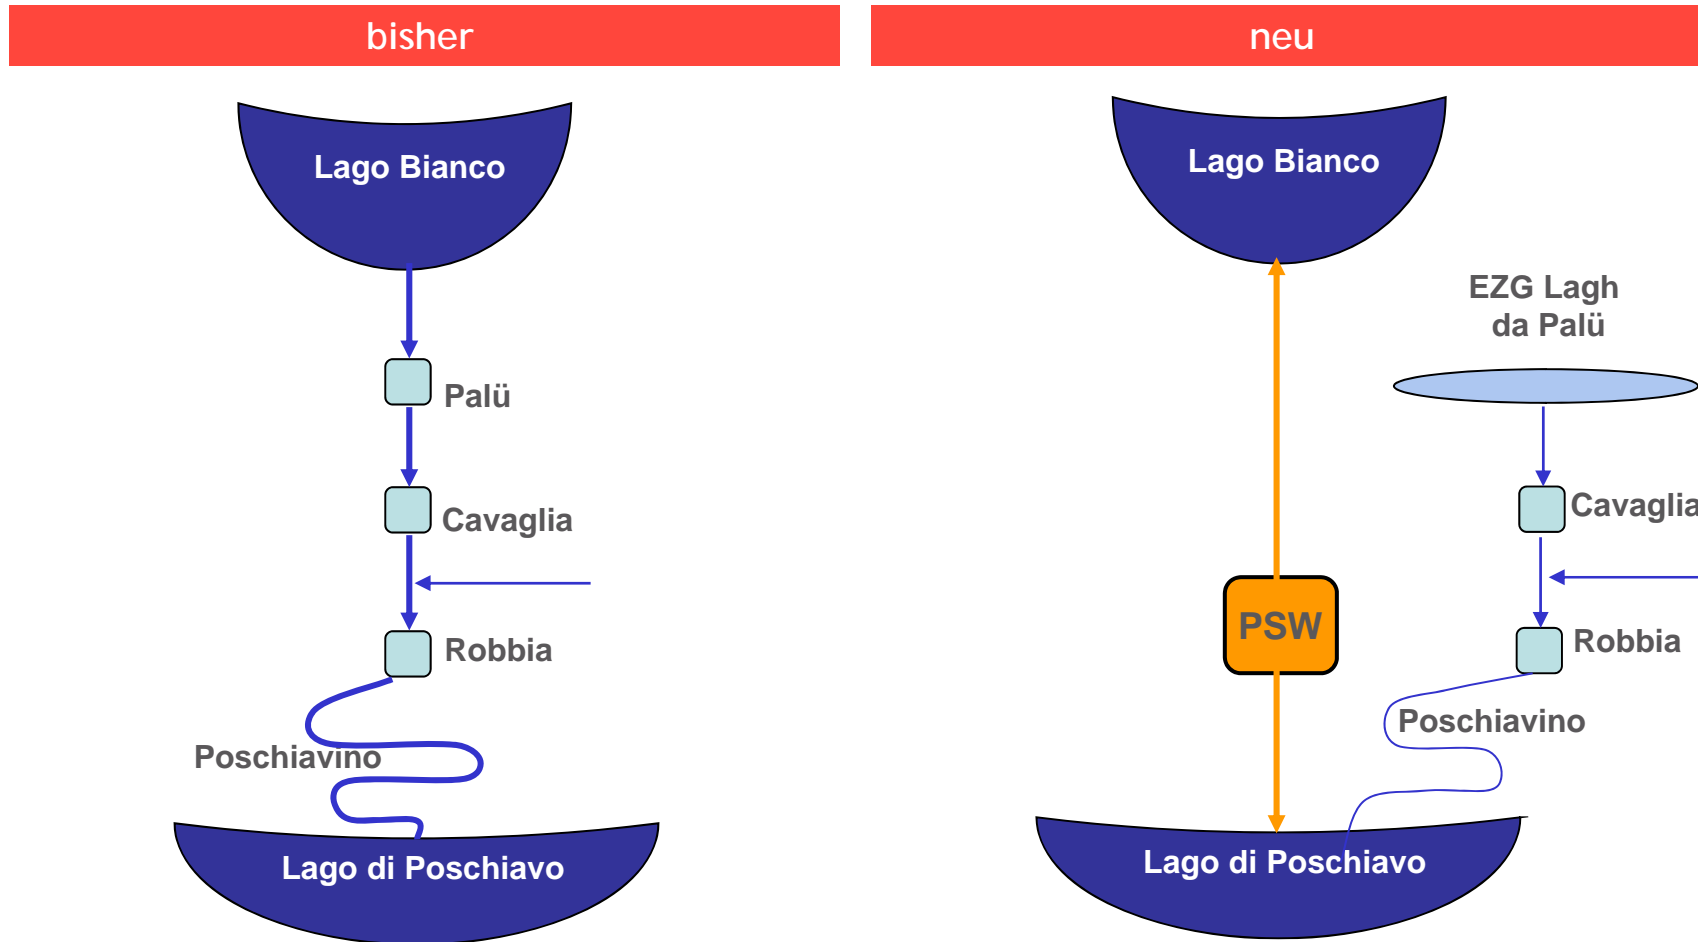 bisher
Lago Bianco
Palü
Cavaglia
Robbia
Poschiavino
Lago di Poschiavo
neu
Lago Bianco
EZG Lagh
da Palü
Cavaglia
PSW
Robbia
Poschiavino
Lago di Poschiavo